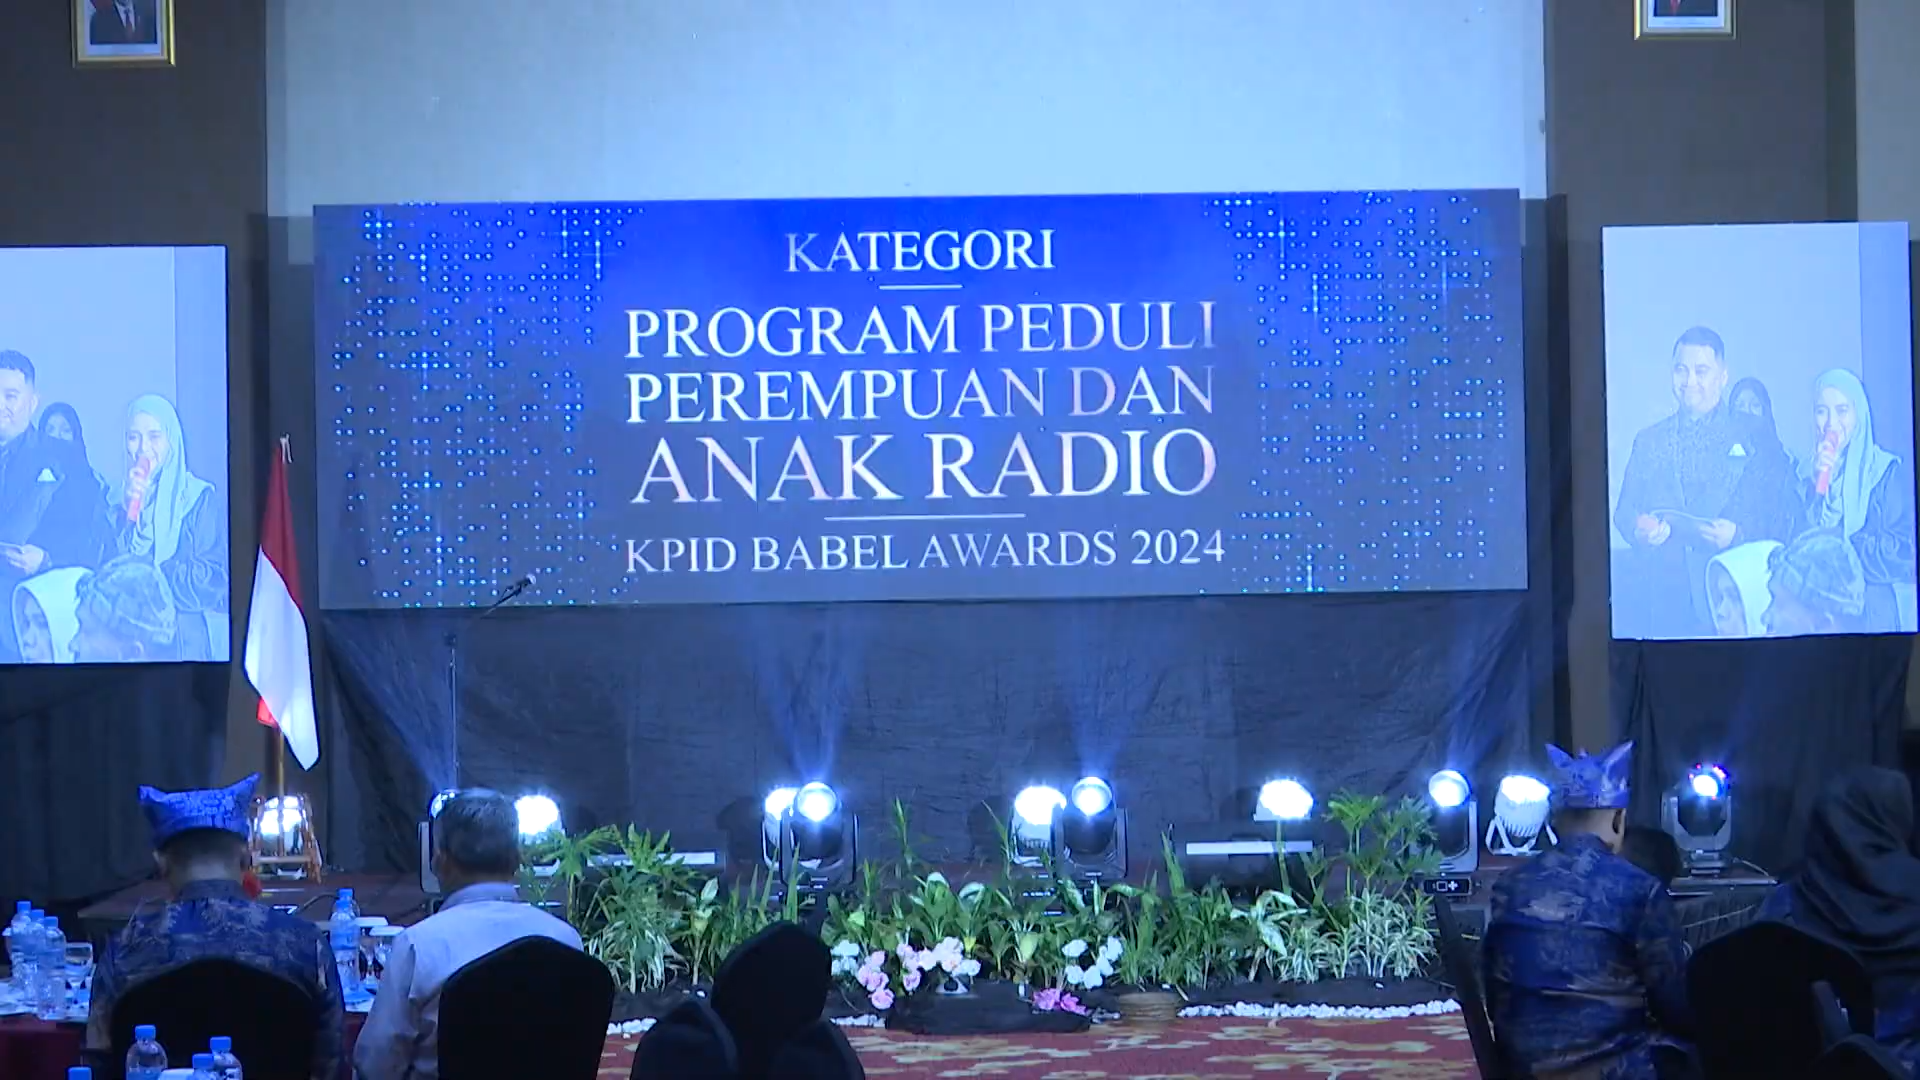 KATEGORI
PROGRAM PEDULI
PEREMPUAN DAN
ANAK RADIO
KPID BABEL AWARDS 2024